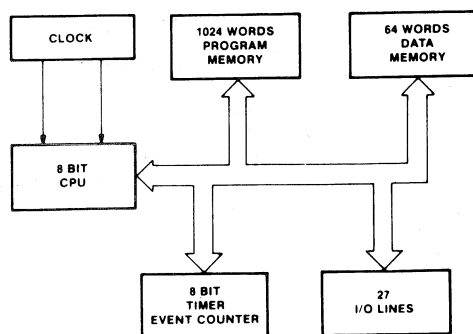 CLOCK
1024 WORDS
PROGRAM
MEMORY
64 WORDS
DATA
MEMORY
8 BIT
CPU
8 BIT
TIMER
EVENT COUNTER
27
I/O LINES